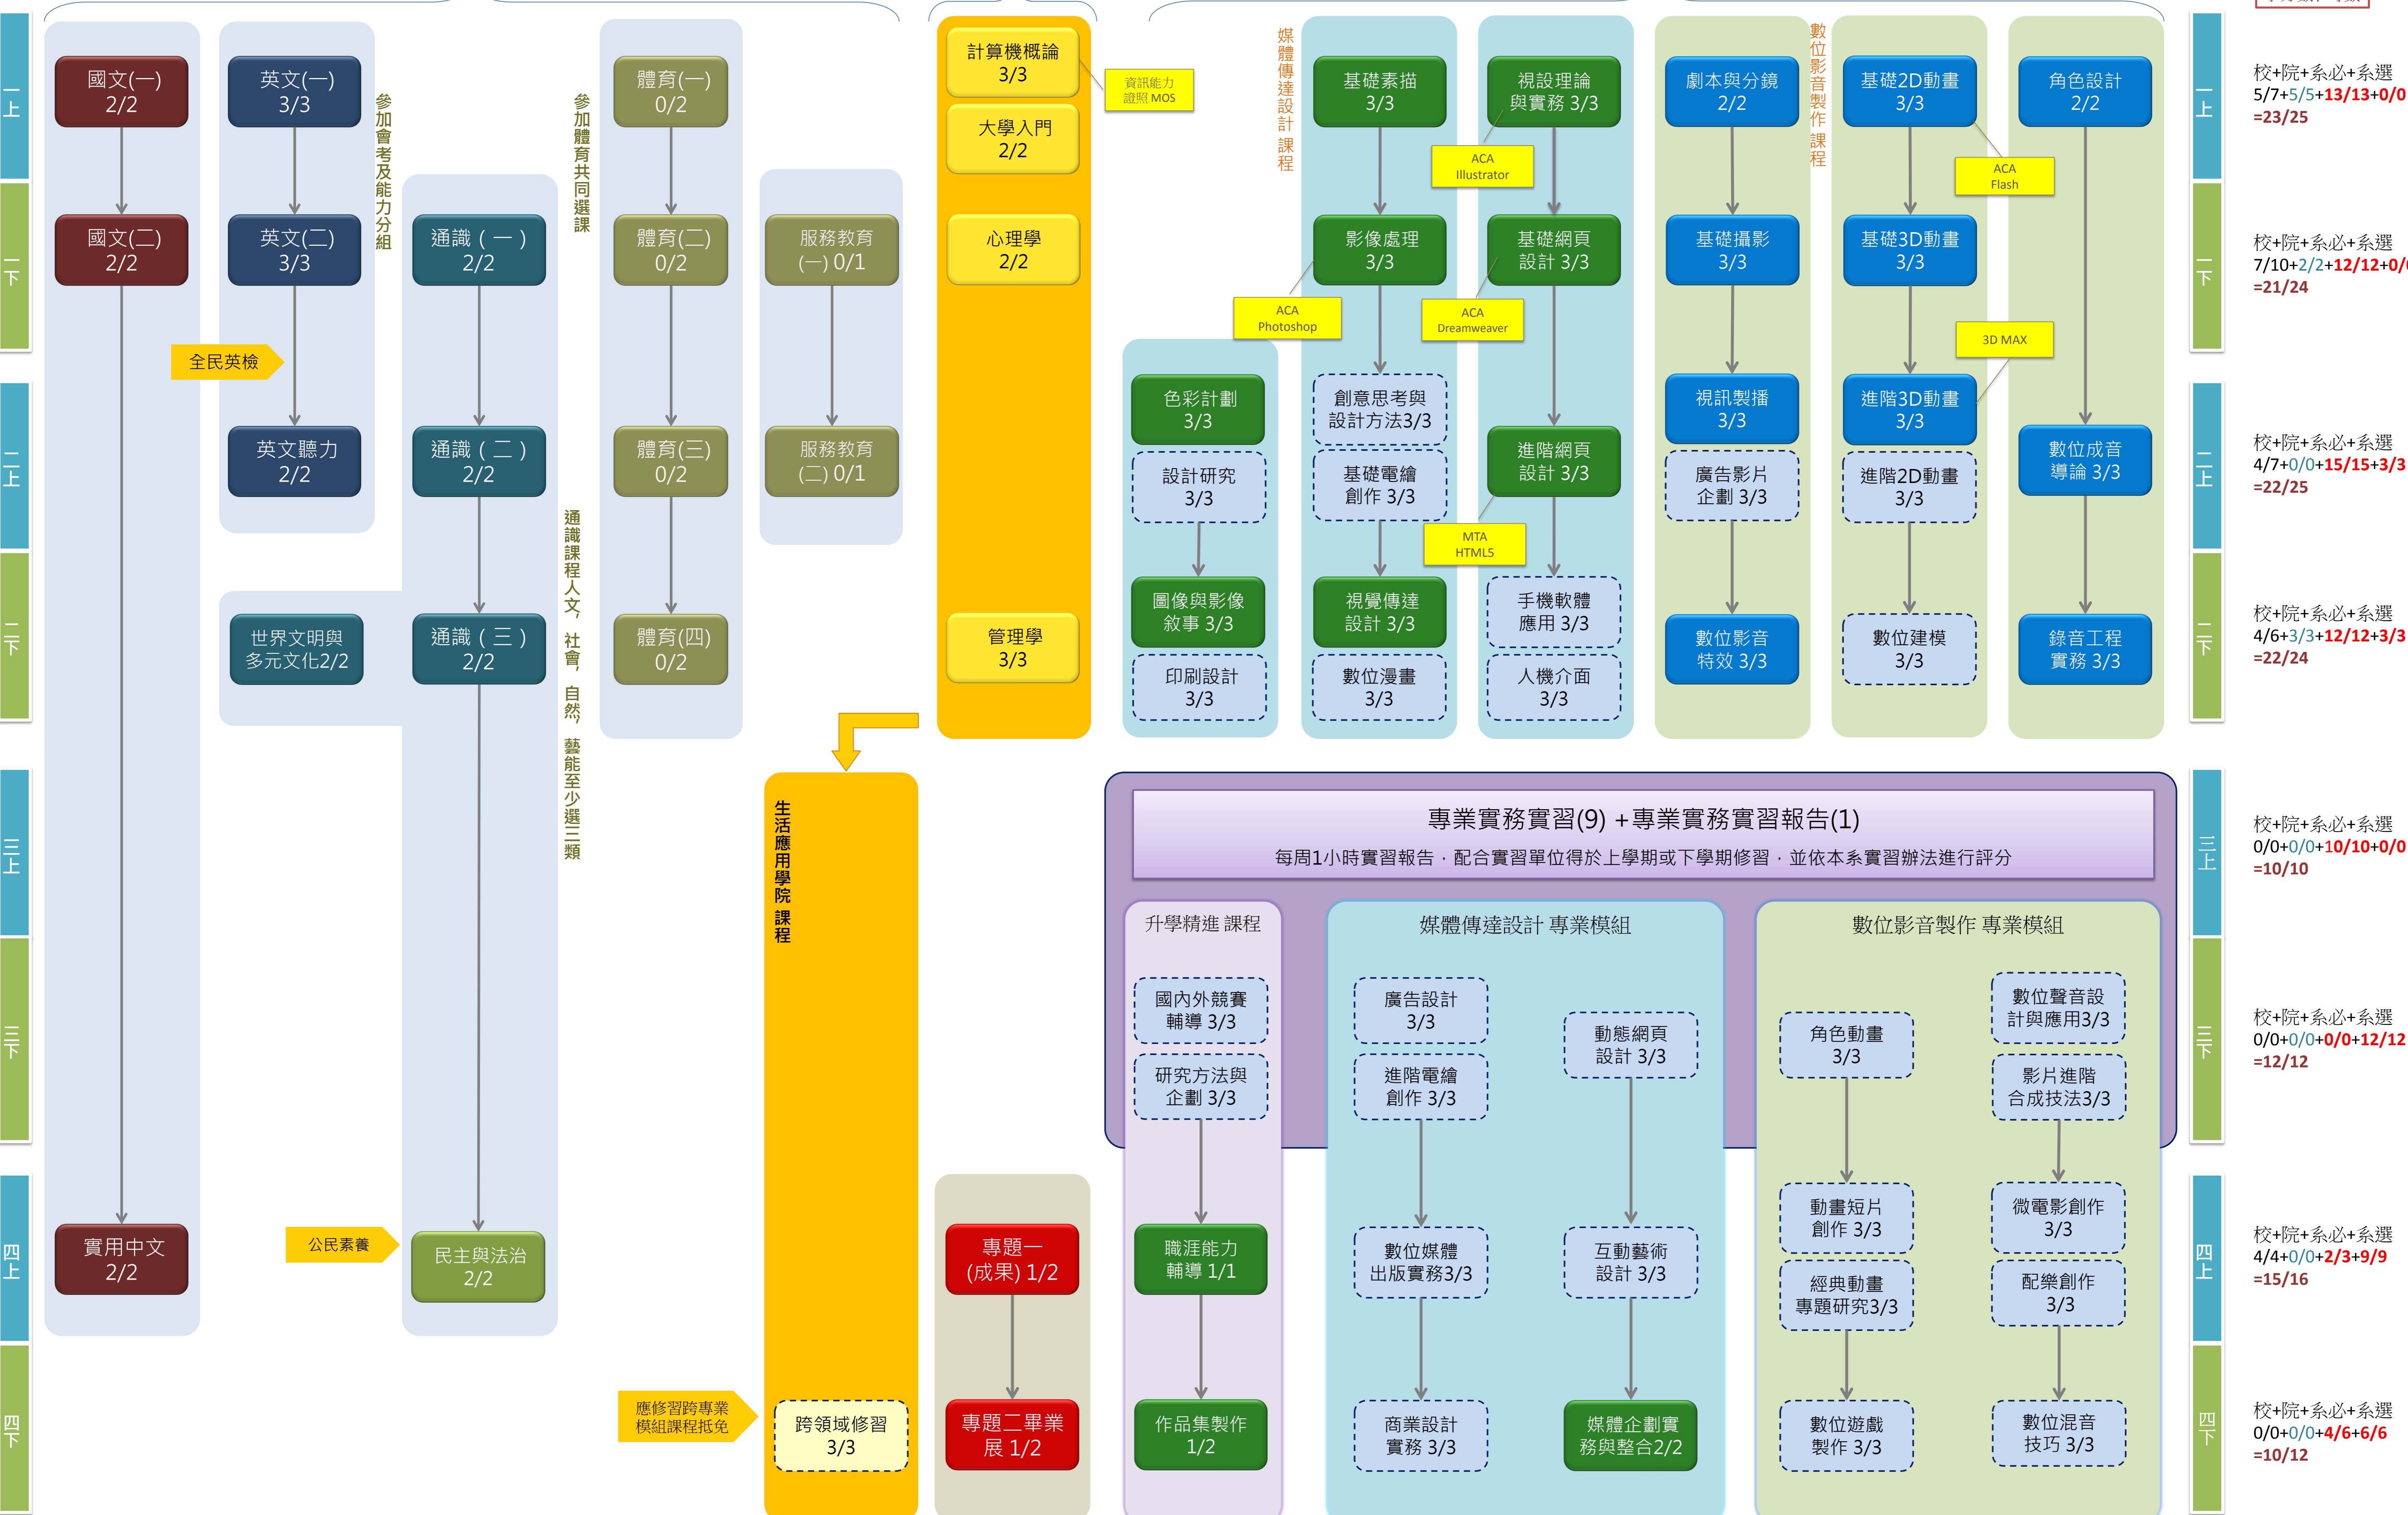 一上
一下
二上
二下
三上
三下
四上
四下
國文(一)
2/2
國文(二)
2/2
實用中文
2/2
英文(一)
3/3
英文(二)
3/3
全民英檢
英文聽力
2/2
參加會考及能力分組
世界文明與
多元文化2/2
通識（一）
2/2
通識（二）
2/2
通識（三）
2/2
公民素養
民主與法治
2/2
通識課程人文，社會，自然，藝能至少選三類
參加體育共同選課
體育(一)
0/2
體育(二)
0/2
體育(三)
0/2
體育(四)
0/2
服務教育
(一) 0/1
服務教育
(二) 0/1
計算機概論
3/3
資訊能力
證照 MOS
大學入門
2/2
心理學
2/2
管理學
3/3
生活應用學院 課程
應修習跨專業
模組課程抵免
跨領域修習
3/3
專題一
(成果) 1/2
專題二畢業
展 1/2
媒體傳達設計 課程
色彩計劃
3/3
設計研究
3/3
圖像與影像
敘事 3/3
印刷設計
3/3
基礎素描
3/3
影像處理
3/3
ACA
Photoshop
創意思考與
設計方法3/3
基礎電繪
創作 3/3
視覺傳達
設計 3/3
數位漫畫
3/3
視設理論
與實務 3/3
ACA
Illustrator
基礎網頁
設計 3/3
ACA
Dreamweaver
進階網頁
設計 3/3
MTA
HTML5
手機軟體
應用 3/3
人機介面
3/3
數位影音製作 課程
劇本與分鏡
2/2
基礎攝影
3/3
視訊製播
3/3
廣告影片
企劃 3/3
數位影音
特效 3/3
基礎2D動畫
3/3
ACA
Flash
基礎3D動畫
3/3
3D MAX
進階3D動畫
3/3
進階2D動畫
3/3
數位建模
3/3
角色設計
2/2
數位成音
導論 3/3
錄音工程
實務 3/3
專業實務實習(9) +專業實務實習報告(1)
每周1小時實習報告，配合實習單位得於上學期或下學期修習，並依本系實習辦法進行評分
升學精進 課程
國內外競賽
輔導 3/3
研究方法與
企劃 3/3
職涯能力
輔導 1/1
作品集製作
1/2
媒體傳達設計 專業模組
廣告設計
3/3
進階電繪
創作 3/3
數位媒體
出版實務3/3
商業設計
實務 3/3
動態網頁
設計 3/3
互動藝術
設計 3/3
媒體企劃實
務與整合2/2
數位影音製作 專業模組
角色動畫
3/3
動畫短片
創作 3/3
經典動畫
專題研究3/3
數位遊戲
製作 3/3
數位聲音設
計與應用3/3
影片進階
合成技法3/3
微電影創作
3/3
配樂創作
3/3
數位混音
技巧 3/3
一上
一下
二上
二下
三上
三下
四上
四下
校+院+系必+系選
5/7+5/5+13/13+0/0
=23/25
校+院+系必+系選
7/10+2/2+12/12+0/
=21/24
校+院+系必+系選
4/7+0/0+15/15+3/3
=22/25
校+院+系必+系選
4/6+3/3+12/12+3/3
=22/24
校+院+系必+系選
0/0+0/0+10/10+0/0
=10/10
校+院+系必+系選
0/0+0/0+0/0+12/12
=12/12
校+院+系必+系選
4/4+0/0+2/3+9/9
=15/16
校+院+系必+系選
0/0+0/0+4/6+6/6
=10/12